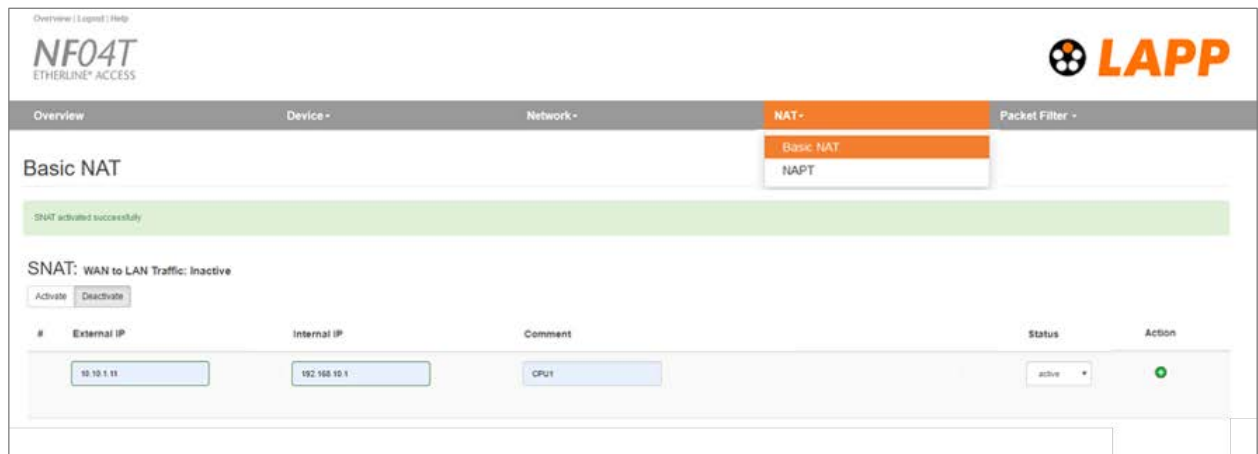 Overview | Logout | Help
NF04T
ETHERLINE® ACCESS
LAPP
Overview Device Network NAT Packet Filter
Basic NAT
NAPT
Basic NAT
SNAT activated successfully
SNAT: WAN to LAN Traffic: Inactive
Activate Deactivate
# External IP Internal IP Comment Status Action
10.10.1.11 192.168.10.1 CPU1 active